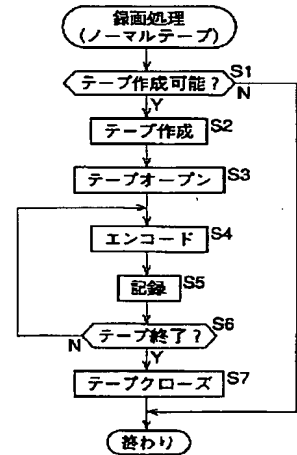 録画処理
(ノーマルテープ)
テープ作成可能？ S1
N
Y
テープ作成 S2
テープオープン S3
エンコード S4
記録 S5
テープ終了？ S6
N
Y
テープクローズ S7
終わり